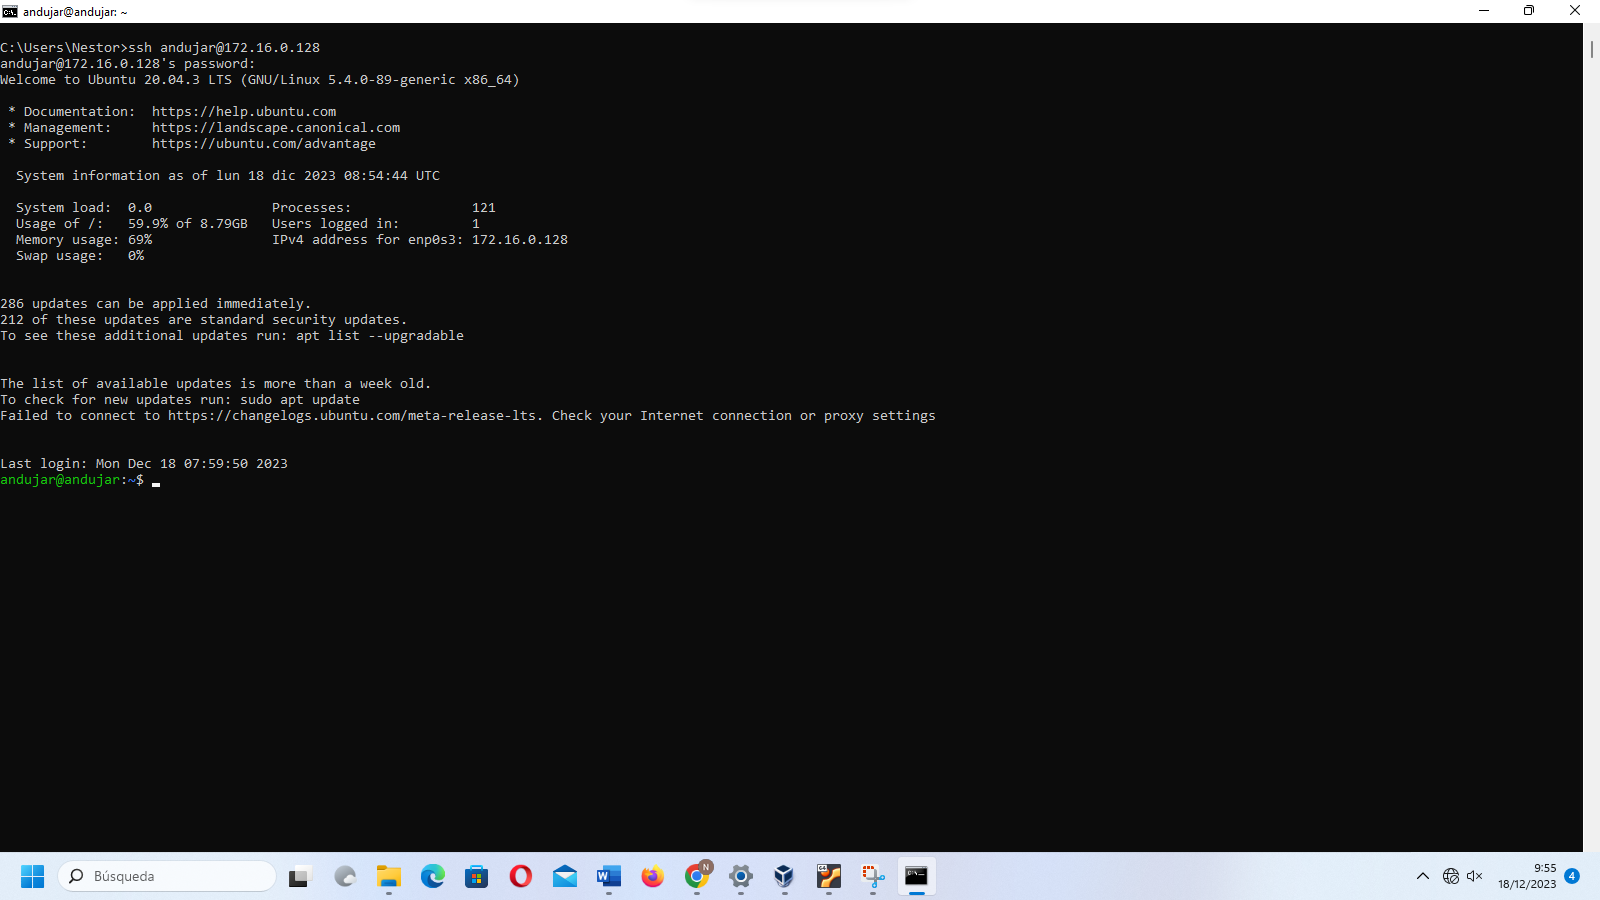 andujar@andujar: ~
C:\Users\Nestor>ssh andujar@172.16.0.128
andujar@172.16.0.128's password:
Welcome to Ubuntu 20.04.3 LTS (GNU/Linux 5.4.0-89-generic x86_64)
* Documentation:  https://help.ubuntu.com
* Management:     https://landscape.canonical.com
* Support:        https://ubuntu.com/advantage
System information as of lun 18 dic 2023 08:54:44 UTC
System load:  0.0               Processes:               121
Usage of /:   59.9% of 8.79GB   Users logged in:         1
Memory usage: 69%               IPv4 address for enp0s3: 172.16.0.128
Swap usage:   0%
286 updates can be applied immediately.
212 of these updates are standard security updates.
To see these additional updates run: apt list --upgradable
The list of available updates is more than a week old.
To check for new updates run: sudo apt update
Failed to connect to https://changelogs.ubuntu.com/meta-release-lts. Check your Internet connection or proxy settings
Last login: Mon Dec 18 07:59:50 2023
andujar@andujar:~$
Búsqueda
N
W
64
9:55
18/12/2023
4